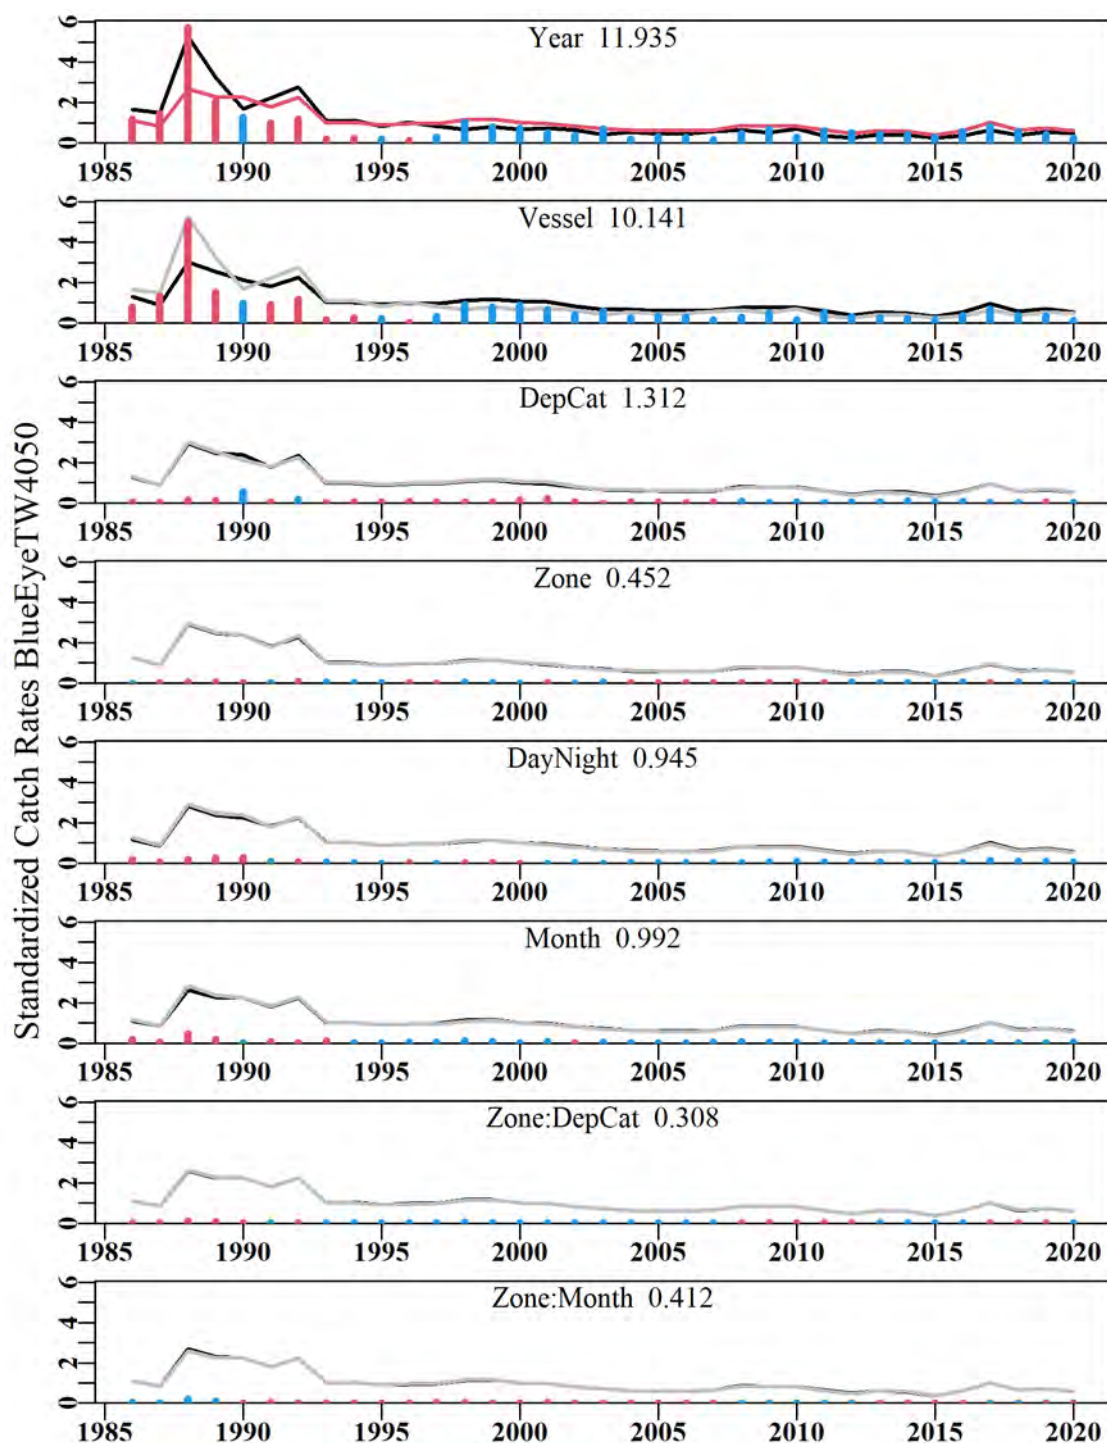 Standardized Catch Rates BlueEyeTW4050
Year 11.935
0 2 4 6
1985 1990 1995 2000 2005 2010 2015 2020
Vessel 10.141
0 2 4 6
1985 1990 1995 2000 2005 2010 2015 2020
DepCat 1.312
0 2 4 6
1985 1990 1995 2000 2005 2010 2015 2020
Zone 0.452
0 2 4 6
1985 1990 1995 2000 2005 2010 2015 2020
DayNight 0.945
0 2 4 6
1985 1990 1995 2000 2005 2010 2015 2020
Month 0.992
0 2 4 6
1985 1990 1995 2000 2005 2010 2015 2020
Zone:DepCat 0.308
0 2 4 6
1985 1990 1995 2000 2005 2010 2015 2020
Zone:Month 0.412
0 2 4 6
1985 1990 1995 2000 2005 2010 2015 2020